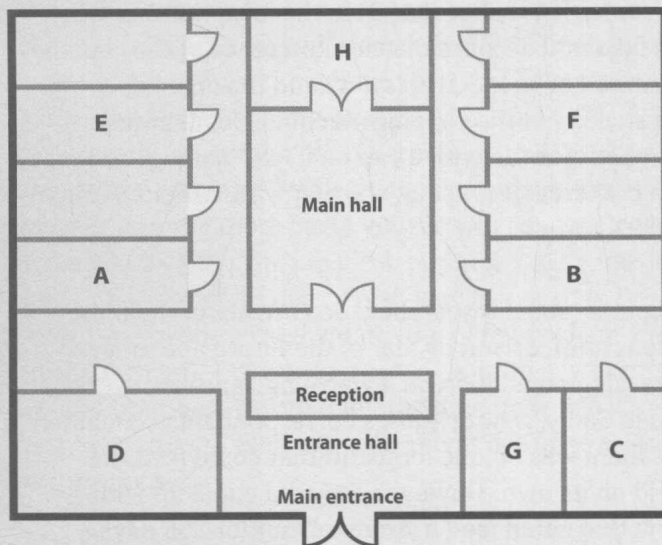 H
E
F
Main hall
A
B
Reception
D
Entrance hall
G
C
Main entrance